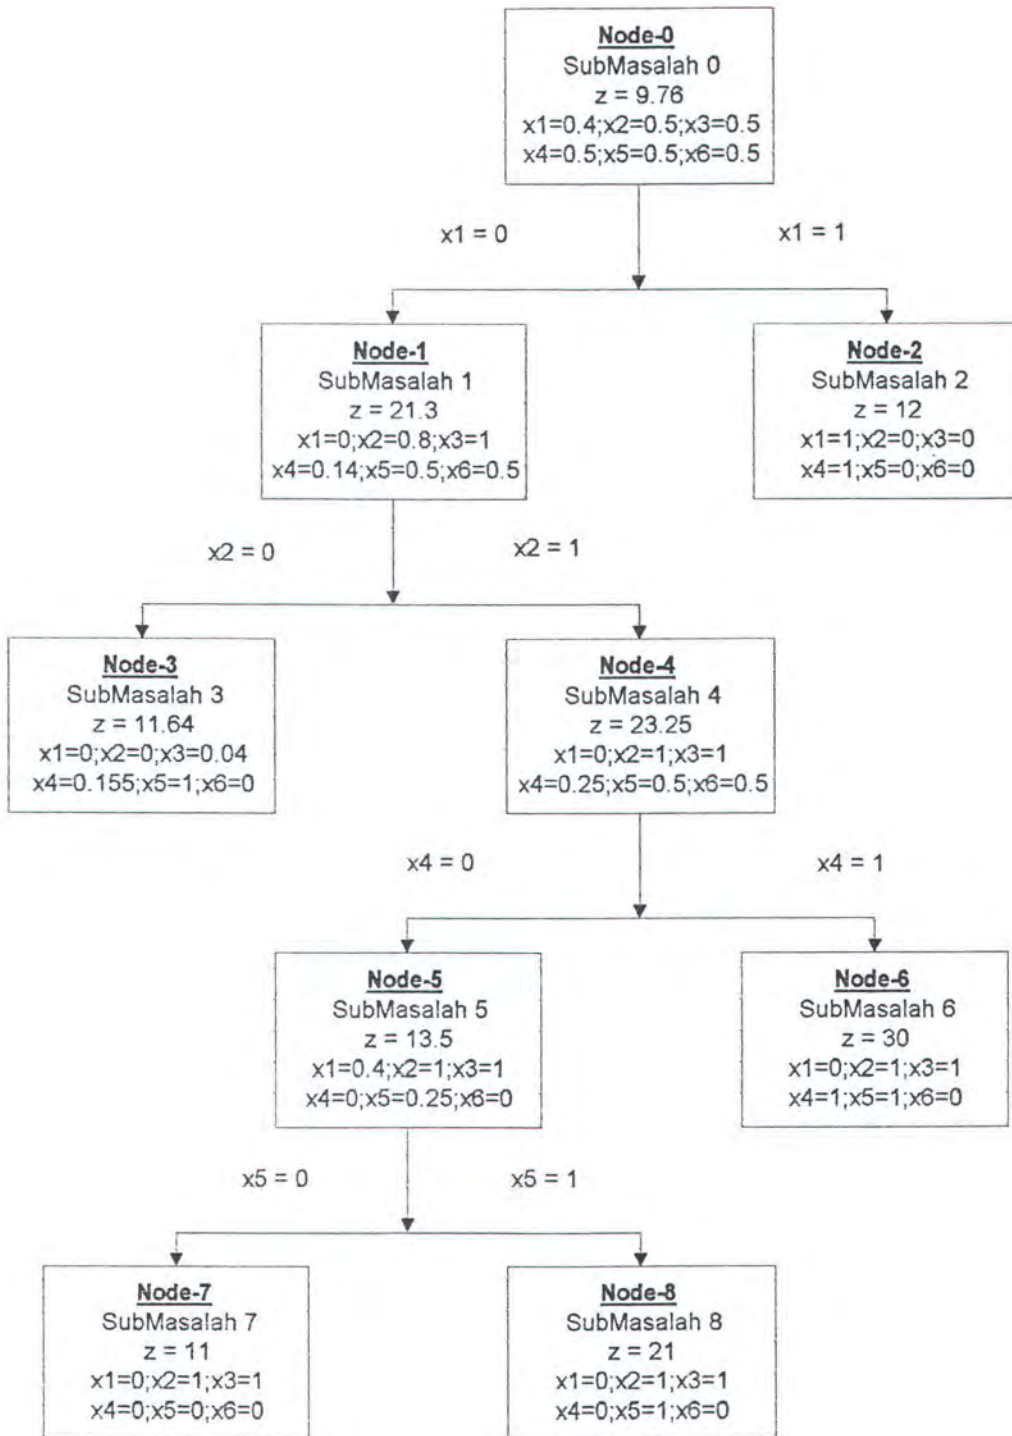 Node-0
SubMasalah 0
z = 9.76
x1=0.4;x2=0.5;x3=0.5
x4=0.5;x5=0.5;x6=0.5
x1 = 0
x1 = 1
Node-1
SubMasalah 1
z = 21.3
x1=0;x2=0.8;x3=1
x4=0.14;x5=0.5;x6=0.5
Node-2
SubMasalah 2
z = 12
x1=1;x2=0;x3=0
x4=1;x5=0;x6=0
x2 = 0
x2 = 1
Node-3
SubMasalah 3
z = 11.64
x1=0;x2=0;x3=0.04
x4=0.155;x5=1;x6=0
Node-4
SubMasalah 4
z = 23.25
x1=0;x2=1;x3=1
x4=0.25;x5=0.5;x6=0.5
x4 = 0
x4 = 1
Node-5
SubMasalah 5
z = 13.5
x1=0.4;x2=1;x3=1
x4=0;x5=0.25;x6=0
Node-6
SubMasalah 6
z = 30
x1=0;x2=1;x3=1
x4=1;x5=1;x6=0
x5 = 0
x5 = 1
Node-7
SubMasalah 7
z = 11
x1=0;x2=1;x3=1
x4=0;x5=0;x6=0
Node-8
SubMasalah 8
z = 21
x1=0;x2=1;x3=1
x4=0;x5=1;x6=0